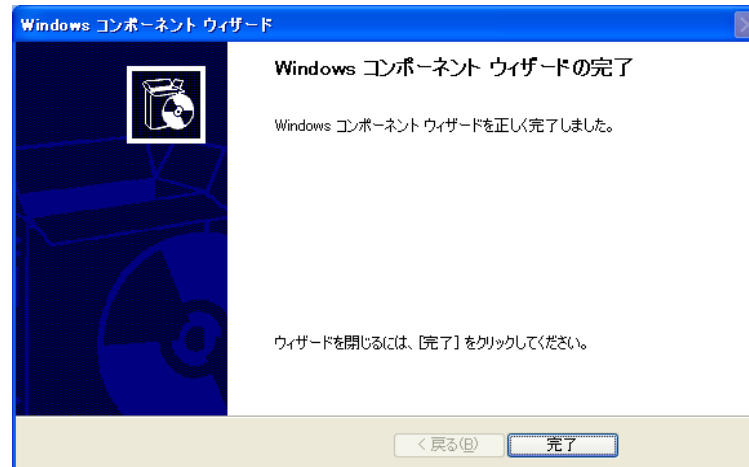 Windows コンポーネント ウィザード
Windows コンポーネント ウィザードの完了
Windows コンポーネント ウィザードを正しく完了しました。
ウィザードを閉じるには、[完了] をクリックしてください。
< 戻る(B)
完了